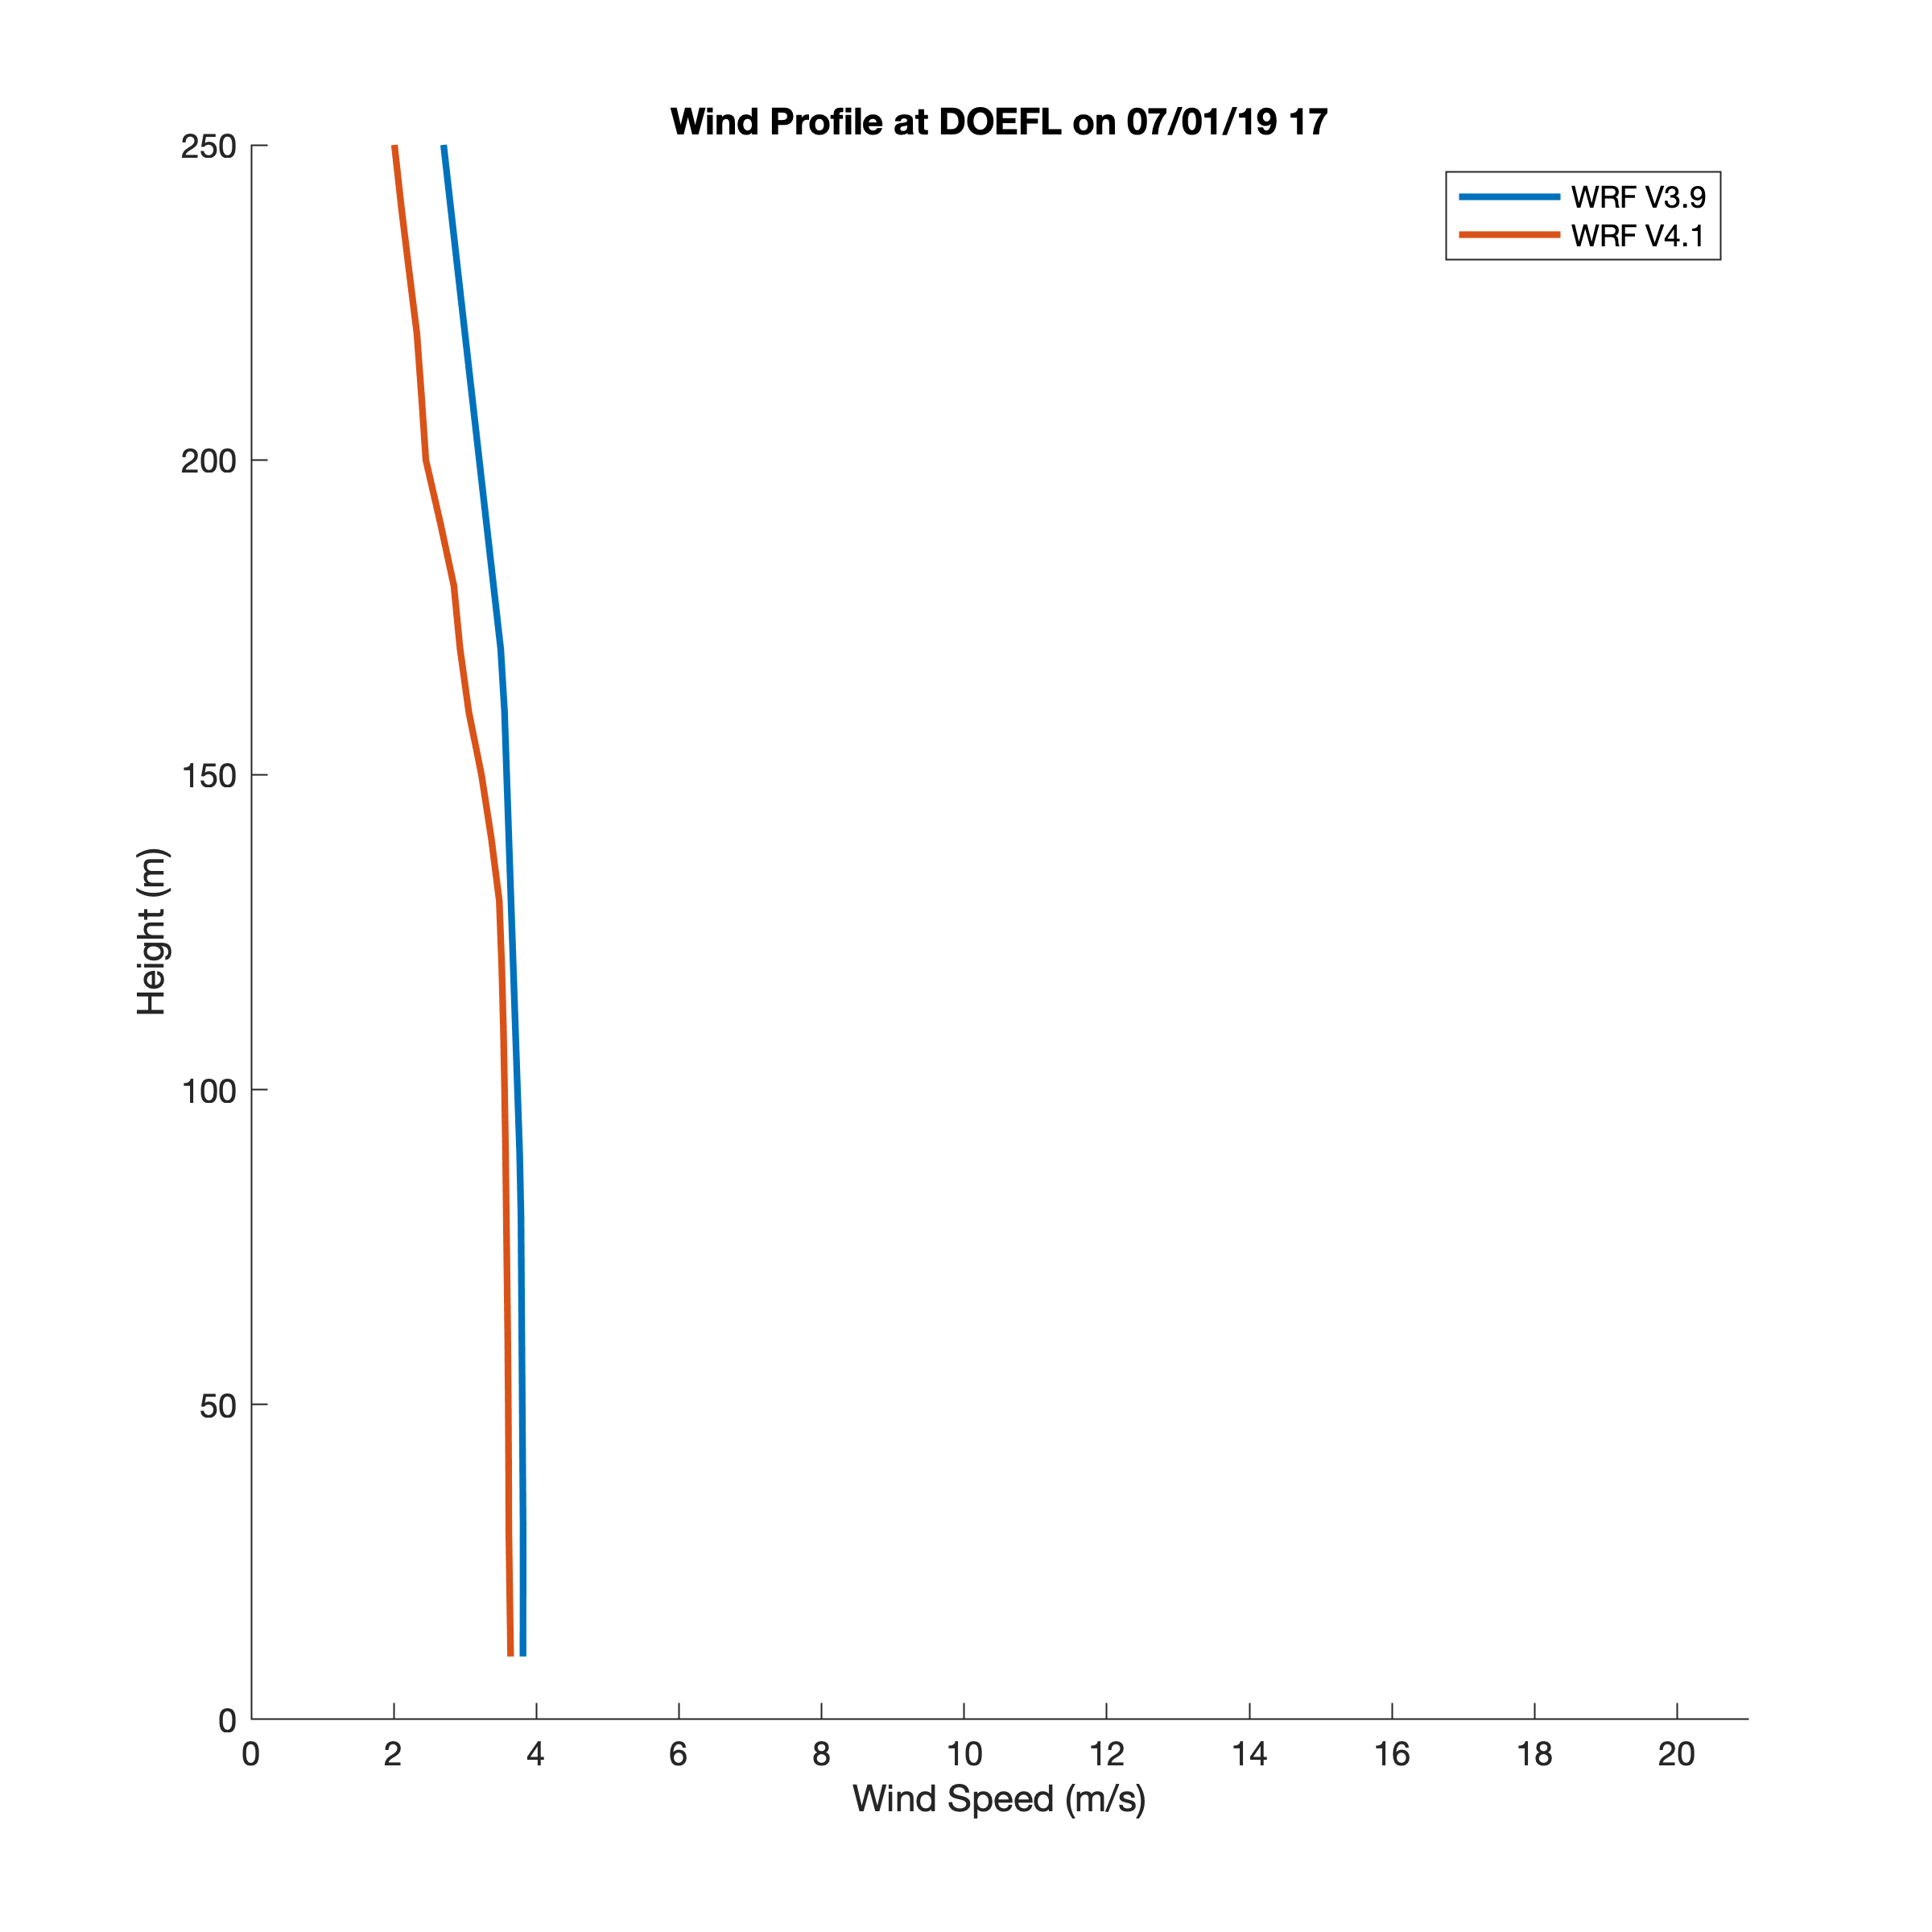 Wind Profile at DOEFL on 07/01/19 17
WRF V3.9
WRF V4.1
250
200
150
100
50
0
Height (m)
0 2 4 6 8 10 12 14 16 18 20
Wind Speed (m/s)